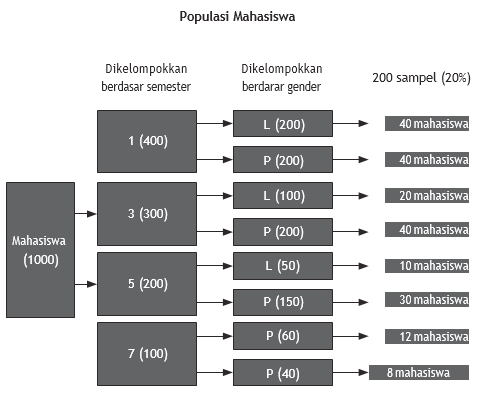 Populasi Mahasiswa
Dikelompokkan
berdasar semester
Dikelompokkan
berdarar gender
200 sampel (20%)
Mahasiswa
(1000)
1 (400)
L (200)
40 mahasiswa
P (200)
40 mahasiswa
3 (300)
L (100)
20 mahasiswa
P (200)
40 mahasiswa
5 (200)
L (50)
10 mahasiswa
P (150)
30 mahasiswa
7 (100)
P (60)
12 mahasiswa
P (40)
8 mahasiswa